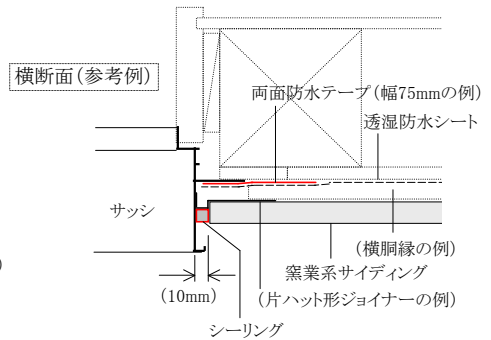 横断面(参考例)
両面防水テープ(幅75mmの例)
透湿防水シート
サッシ
)
(横胴縁の例)
窯業系サイディング
(10mm)
(片ハット形ジョイナーの例)
シーリング